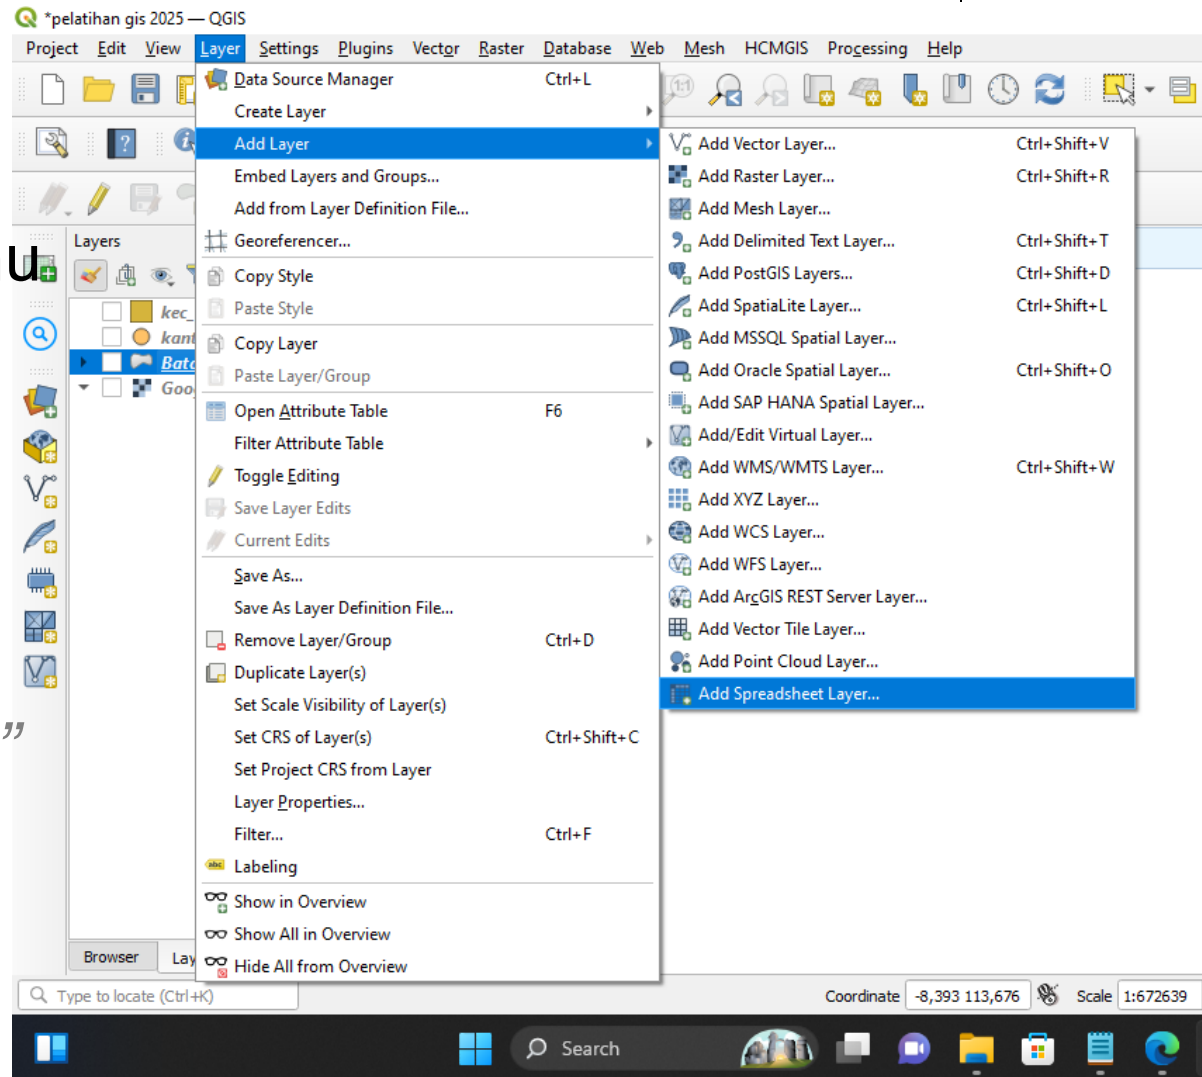 *pelatihan gis 2025 — QGIS
Project Edit View Layer Settings Plugins Vector Raster Database Web Mesh HCMGIS Processing Help
Data Source Manager Ctrl+L
Create Layer
Add Layer
Embed Layers and Groups...
Add from Layer Definition File...
Georeferencer...
Copy Style
Paste Style
Copy Layer
Paste Layer/Group
Open Attribute Table F6
Filter Attribute Table
Toggle Editing
Save Layer Edits
Current Edits
Save As...
Save As Layer Definition File...
Remove Layer/Group Ctrl+D
Duplicate Layer(s)
Set Scale Visibility of Layer(s)
Set CRS of Layer(s) Ctrl+Shift+C
Set Project CRS from Layer
Layer Properties...
Filter... Ctrl+F
abc Labeling
Show in Overview
Show All in Overview
Hide All from Overview
Add Vector Layer... Ctrl+Shift+V
Add Raster Layer... Ctrl+Shift+R
Add Mesh Layer...
Add Delimited Text Layer... Ctrl+Shift+T
Add PostGIS Layers... Ctrl+Shift+D
Add SpatiaLite Layer... Ctrl+Shift+L
Add MSSQL Spatial Layer...
Add Oracle Spatial Layer... Ctrl+Shift+O
Add SAP HANA Spatial Layer...
Add/Edit Virtual Layer...
Add WMS/WMTS Layer... Ctrl+Shift+W
Add XYZ Layer...
Add WCS Layer...
Add WFS Layer...
Add ArcGIS REST Server Layer...
Add Vector Tile Layer...
Add Point Cloud Layer...
Add Spreadsheet Layer...
1:1
u
Layers
kec_
kant
Bata
Goo
”
Browser Lay
Type to locate (Ctrl+K)
Coordinate -8,393 113,676 Scale 1:672639
Search